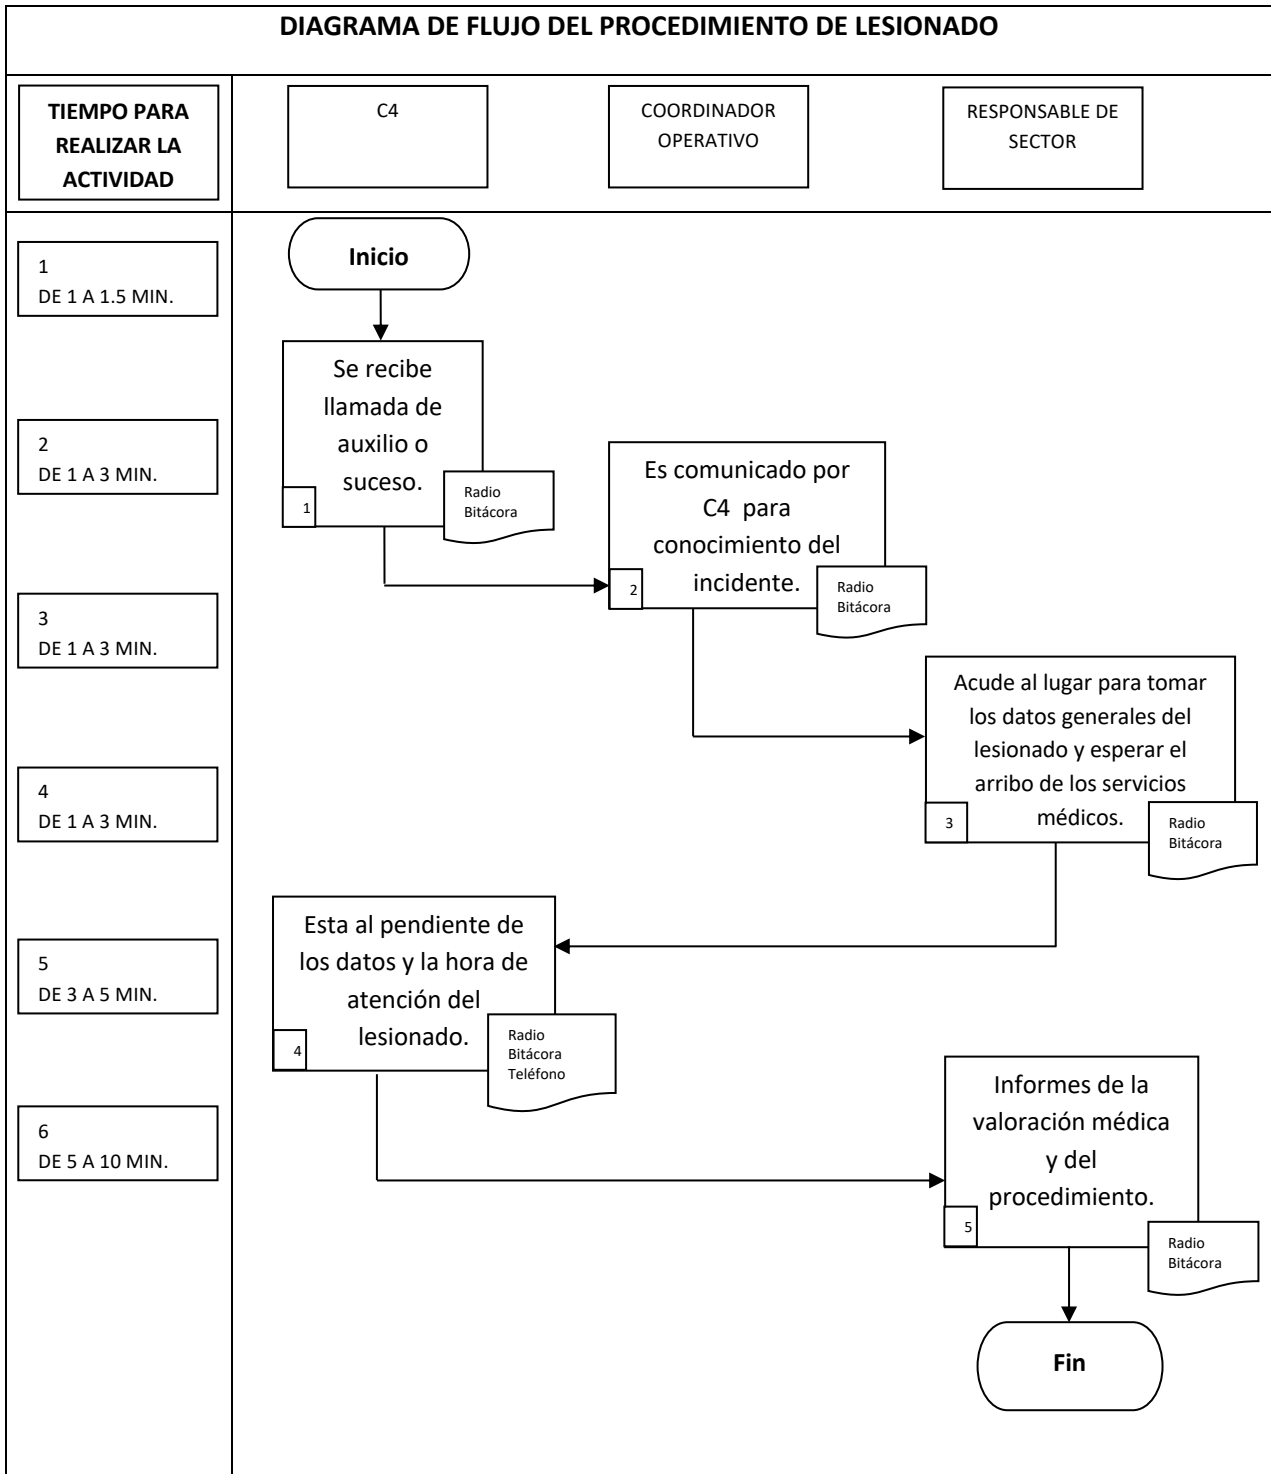 DIAGRAMA DE FLUJO DEL PROCEDIMIENTO DE LESIONADO
TIEMPO PARA
REALIZAR LA
ACTIVIDAD
C4
COORDINADOR
OPERATIVO
RESPONSABLE DE
SECTOR
1
DE 1 A 1.5 MIN.
2
DE 1 A 3 MIN.
3
DE 1 A 3 MIN.
4
DE 1 A 3 MIN.
5
DE 3 A 5 MIN.
6
DE 5 A 10 MIN.
Inicio
Se recibe
llamada de
auxilio o
suceso.
1
Radio
Bitácora
Es comunicado por
C4 para
conocimiento del
incidente.
2
Radio
Bitácora
Acude al lugar para tomar
los datos generales del
lesionado y esperar el
arribo de los servicios
médicos.
3
Radio
Bitácora
Esta al pendiente de
los datos y la hora de
atención del
lesionado.
4
Radio
Bitácora
Teléfono
Informes de la
valoración médica
y del
procedimiento.
5
Radio
Bitácora
Fin